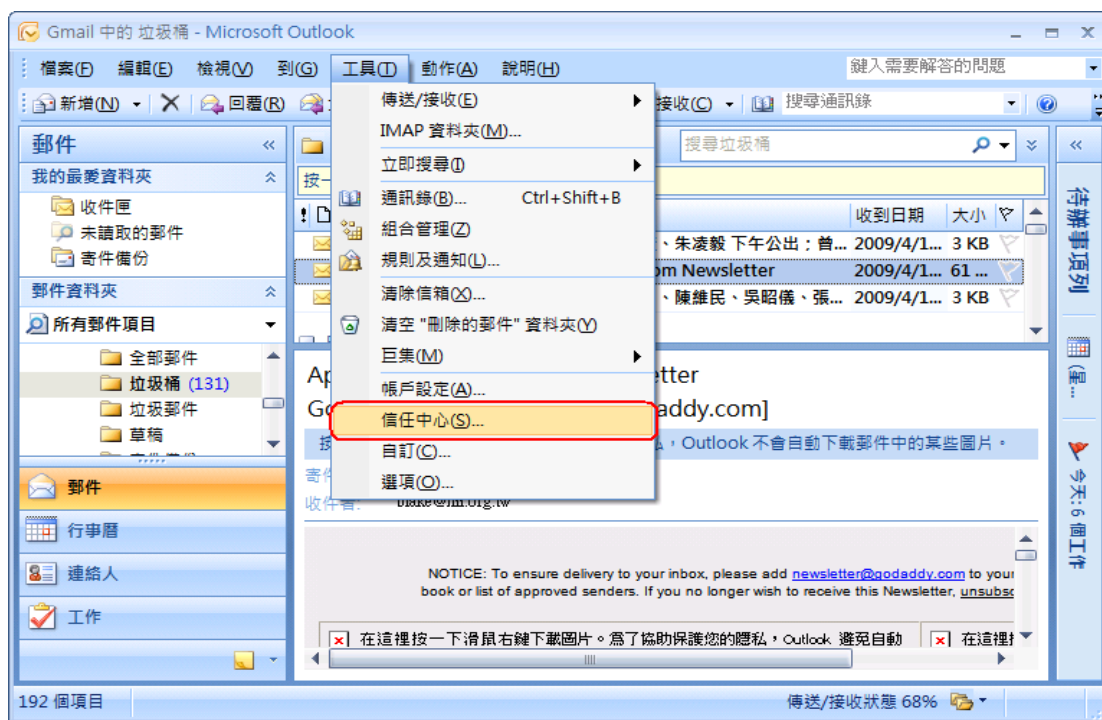 Gmail 中的 垃圾桶 - Microsoft Outlook
檔案(F) 編輯(E) 檢視(V) 到(G) 工具(T) 動作(A) 說明(H) 鍵入需要解答的問題
新增(N) 回覆(R) 接收(C) 搜尋通訊錄
傳送/接收(E)
IMAP 資料夾(M)...
立即搜尋(I)
通訊錄(B)... Ctrl+Shift+B
組合管理(Z)
規則及通知(L)...
清除信箱(X)...
清空 "刪除的郵件" 資料夾(Y)
巨集(M)
帳戶設定(A)...
信任中心(S)...
自訂(C)...
選項(O)...
郵件
我的最愛資料夾
收件匣
未讀取的郵件
寄件備份
郵件資料夾
所有郵件項目
全部郵件
垃圾桶 (131)
垃圾郵件
草稿
郵件
行事曆
連絡人
工作
搜尋垃圾桶
按一
收到日期 大小
、朱凌毅 下午公出；曾... 2009/4/1... 3 KB
om Newsletter 2009/4/1... 61 ...
、陳維民、吳昭儀、張... 2009/4/1... 3 KB
Ap tter
Go addy.com]
，Outlook 不會自動下載郵件中的某些圖片。
寄件
收件者: blake@lm.org.tw
NOTICE: To ensure delivery to your inbox, please add newsletter@godaddy.com to your
book or list of approved senders. If you no longer wish to receive this Newsletter, unsubsc
在這裡按一下滑鼠右鍵下載圖片。為了協助保護您的隱私，Outlook 避免自動 在這裡
待辦事項列
(星...
今天: 6 個工作
192 個項目 傳送/接收狀態 68%